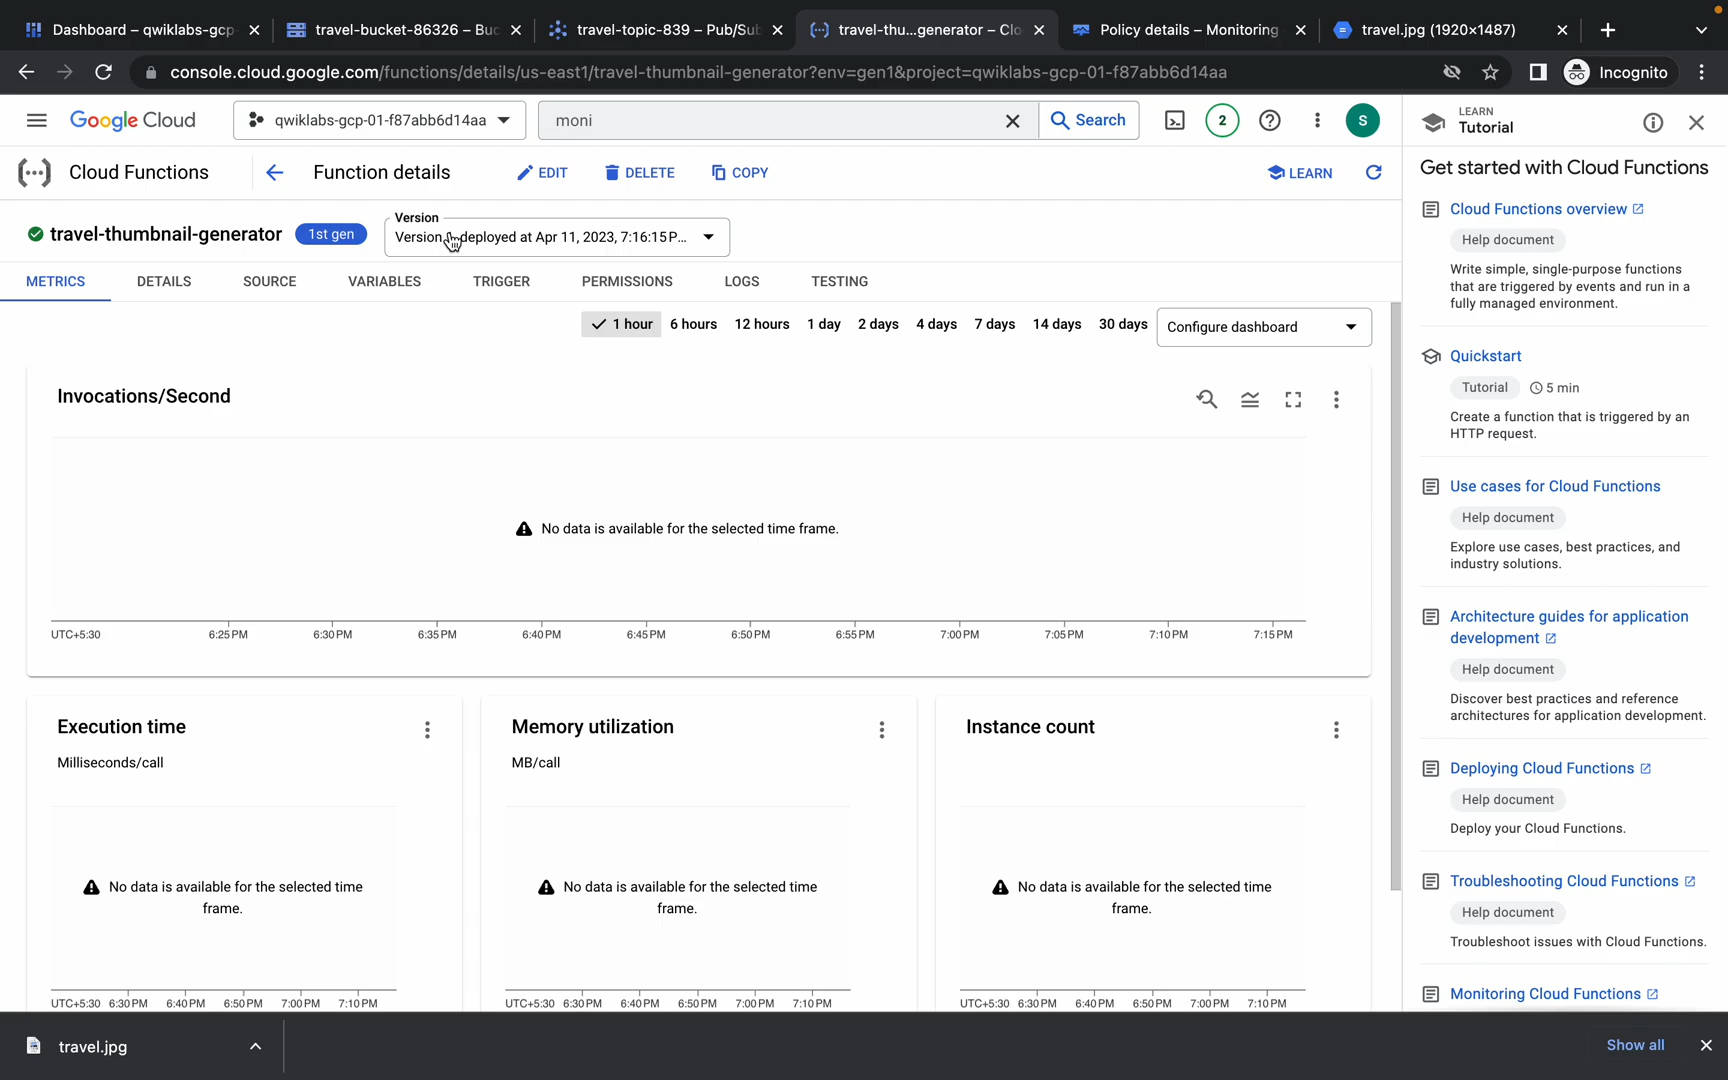 Dashboard – qwiklabs-gcp-
travel-bucket-86326 – Buc
travel-topic-839 – Pub/Sub
travel-thu...generator – Clo
Policy details – Monitoring
travel.jpg (1920×1487)
console.cloud.google.com/functions/details/us-east1/travel-thumbnail-generator?env=gen1&project=qwiklabs-gcp-01-f87abb6d14aa
Incognito
Google Cloud
qwiklabs-gcp-01-f87abb6d14aa
moni
Search
2
S
LEARN
Tutorial
Cloud Functions
Function details
EDIT
DELETE
COPY
LEARN
travel-thumbnail-generator
1st gen
Version
Version deployed at Apr 11, 2023, 7:16:15 P...
METRICS
DETAILS
SOURCE
VARIABLES
TRIGGER
PERMISSIONS
LOGS
TESTING
1 hour
6 hours
12 hours
1 day
2 days
4 days
7 days
14 days
30 days
Configure dashboard
Invocations/Second
No data is available for the selected time frame.
UTC+5:30 6:25 PM 6:30 PM 6:35 PM 6:40 PM 6:45 PM 6:50 PM 6:55 PM 7:00 PM 7:05 PM 7:10 PM 7:15 PM
Execution time
Milliseconds/call
No data is available for the selected time
frame.
UTC+5:30 6:30 PM 6:40 PM 6:50 PM 7:00 PM 7:10 PM
Memory utilization
MB/call
No data is available for the selected time
frame.
UTC+5:30 6:30 PM 6:40 PM 6:50 PM 7:00 PM 7:10 PM
Instance count
No data is available for the selected time
frame.
UTC+5:30 6:30 PM 6:40 PM 6:50 PM 7:00 PM 7:10 PM
Get started with Cloud Functions
Cloud Functions overview
Help document
Write simple, single-purpose functions
that are triggered by events and run in a
fully managed environment.
Quickstart
Tutorial
5 min
Create a function that is triggered by an
HTTP request.
Use cases for Cloud Functions
Help document
Explore use cases, best practices, and
industry solutions.
Architecture guides for application
development
Help document
Discover best practices and reference
architectures for application development.
Deploying Cloud Functions
Help document
Deploy your Cloud Functions.
Troubleshooting Cloud Functions
Help document
Troubleshoot issues with Cloud Functions.
Monitoring Cloud Functions
travel.jpg
Show all